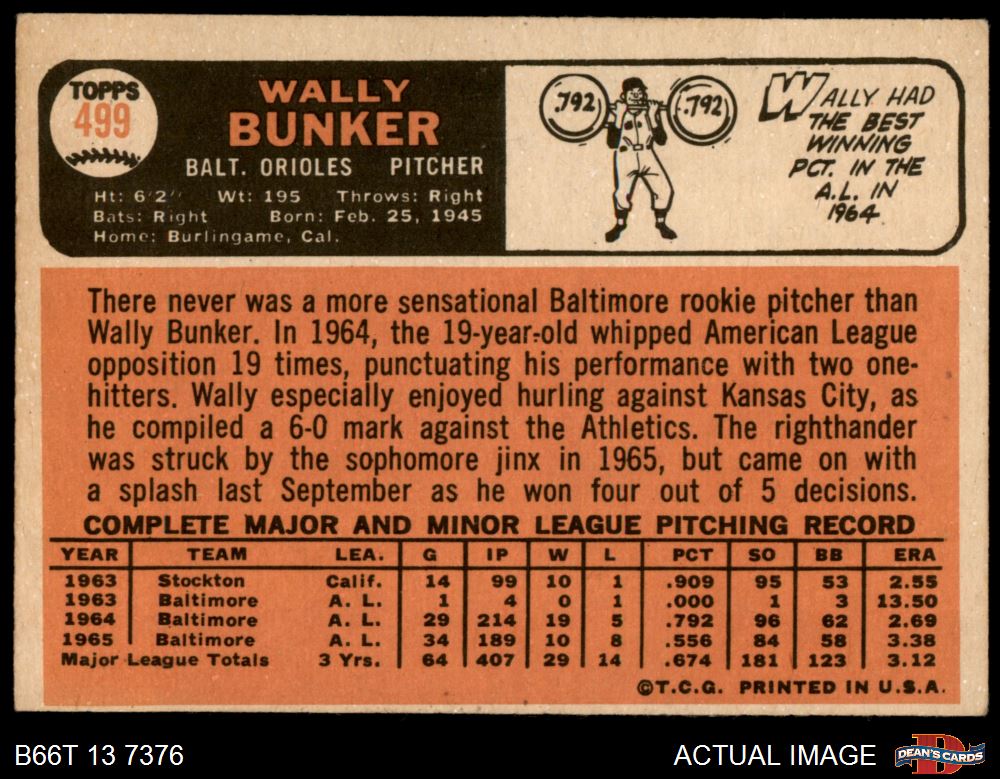 TOPPS
499
WALLY
BUNKER
BALT. ORIOLES PITCHER
Ht: 6'2" Wt: 195 Throws: Right
Bats: Right Born: Feb. 25, 1945
Home: Burlingame, Cal.
.792 .792
WALLY HAD
THE BEST
WINNING
PCT. IN THE
A.L. IN
1964
There never was a more sensational Baltimore rookie pitcher than
Wally Bunker. In 1964, the 19-year-old whipped American League
opposition 19 times, punctuating his performance with two one-
hitters. Wally especially enjoyed hurling against Kansas City, as
he compiled a 6-0 mark against the Athletics. The righthander
was struck by the sophomore jinx in 1965, but came on with
a splash last September as he won four out of 5 decisions.
COMPLETE MAJOR AND MINOR LEAGUE PITCHING RECORD
YEAR TEAM LEA. G IP W L PCT SO BB ERA
1963 Stockton Calif. 14 99 10 1 .909 95 53 2.55
1963 Baltimore A. L. 1 4 0 1 .000 1 3 13.50
1964 Baltimore A. L. 29 214 19 5 .792 96 62 2.69
1965 Baltimore A. L. 34 189 10 8 .556 84 58 3.38
Major League Totals 3 Yrs. 64 407 29 14 .674 181 123 3.12
©T.C.G. PRINTED IN U.S.A.
B66T 13 7376 ACTUAL IMAGE DEAN'S CARDS